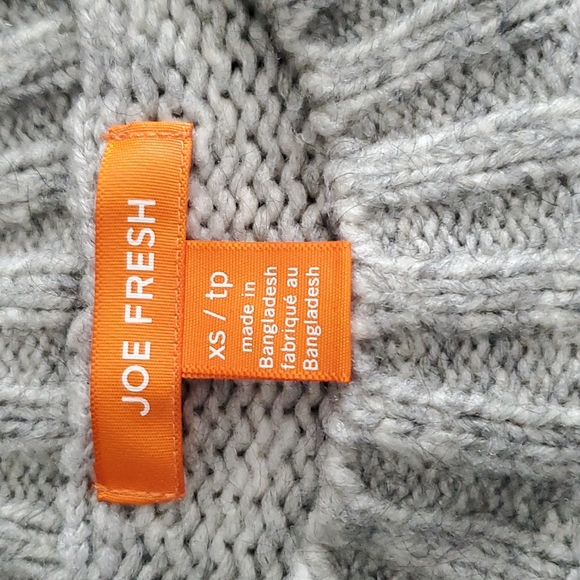 JOE FRESH
xs / tp
made in
Bangladesh
fabriqué au
Bangladesh